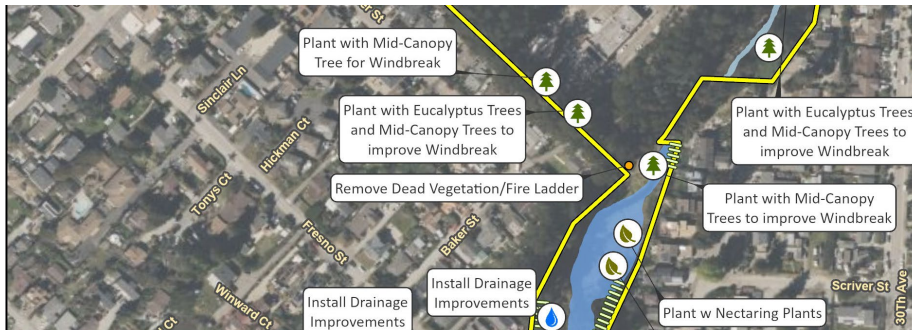 er St
Plant with Mid-Canopy
Tree for Windbreak
Sinclair Ln
Plant with Eucalyptus Trees
and Mid-Canopy Trees to
improve Windbreak
Plant with Eucalyptus Trees
and Mid-Canopy Trees to
improve Windbreak
Hickman Ct
Remove Dead Vegetation/Fire Ladder
Tonys Ct
Plant with Mid-Canopy
Trees to improve Windbreak
Fresno St
Baker St
Install Drainage
Improvements
Install Drainage
Improvements
Winward Ct
Ct
Plant w Nectaring Plants
Scriver St
30Th Ave